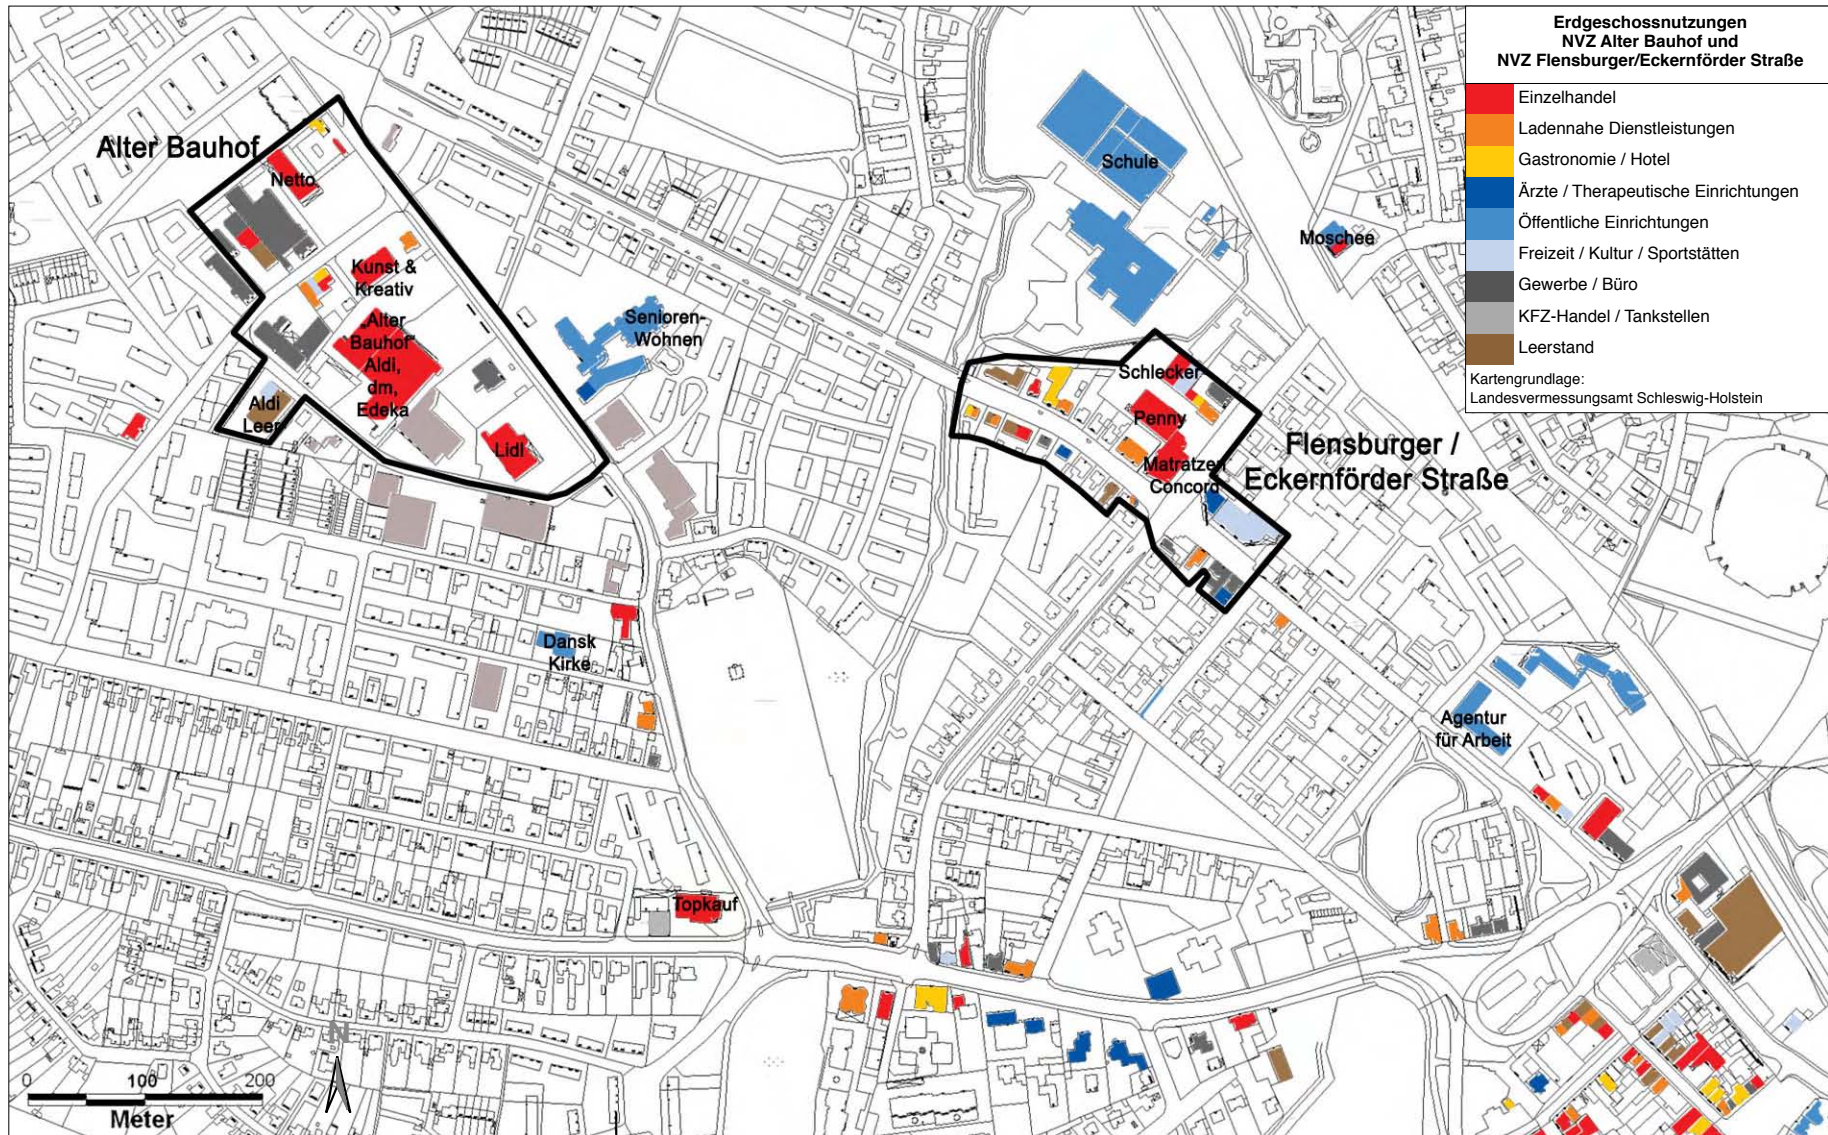 Erdgeschossnutzungen
NVZ Alter Bauhof und
NVZ Flensburger/Eckernförder Straße
Einzelhandel
Ladennahe Dienstleistungen
Gastronomie / Hotel
Ärzte / Therapeutische Einrichtungen
Öffentliche Einrichtungen
Freizeit / Kultur / Sportstätten
Gewerbe / Büro
KFZ-Handel / Tankstellen
Leerstand
Kartengrundlage:
Landesvermessungsamt Schleswig-Holstein
Alter Bauhof
Netto
Kunst &
Kreativ
„Alter
Bauhof“
Aldi,
dm,
Edeka
Aldi
Leer
Lidl
Senioren-
Wohnen
Schule
Moschee
Schlecker
Penny
Matratzen
Concord
Flensburger /
Eckernförder Straße
Dansk
Kirke
Agentur
für Arbeit
Topkauf
N
0 100 200
Meter